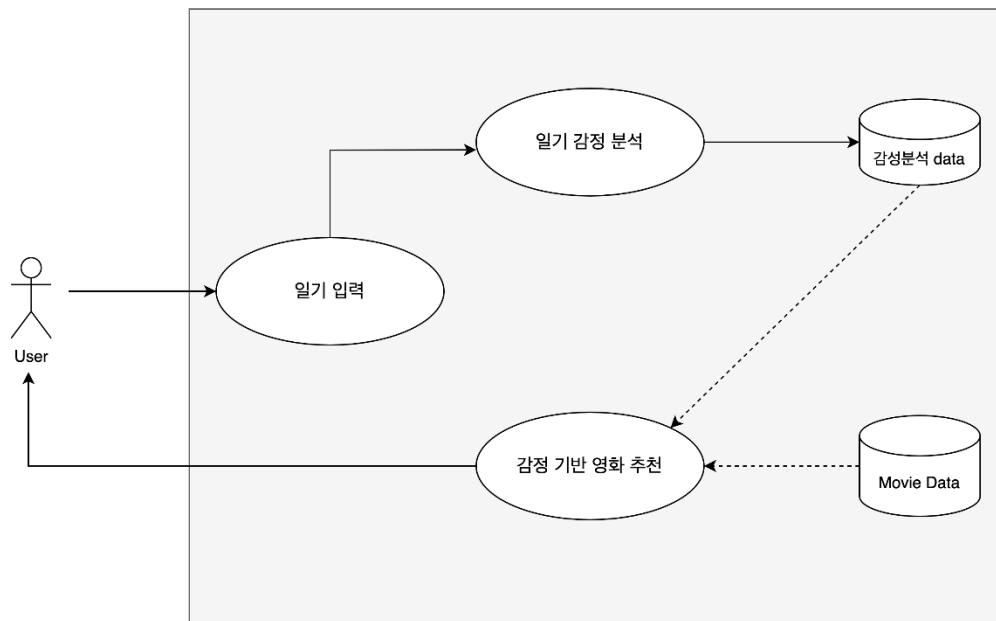 일기 감정 분석
감성분석 data
일기 입력
User
감정 기반 영화 추천
Movie Data